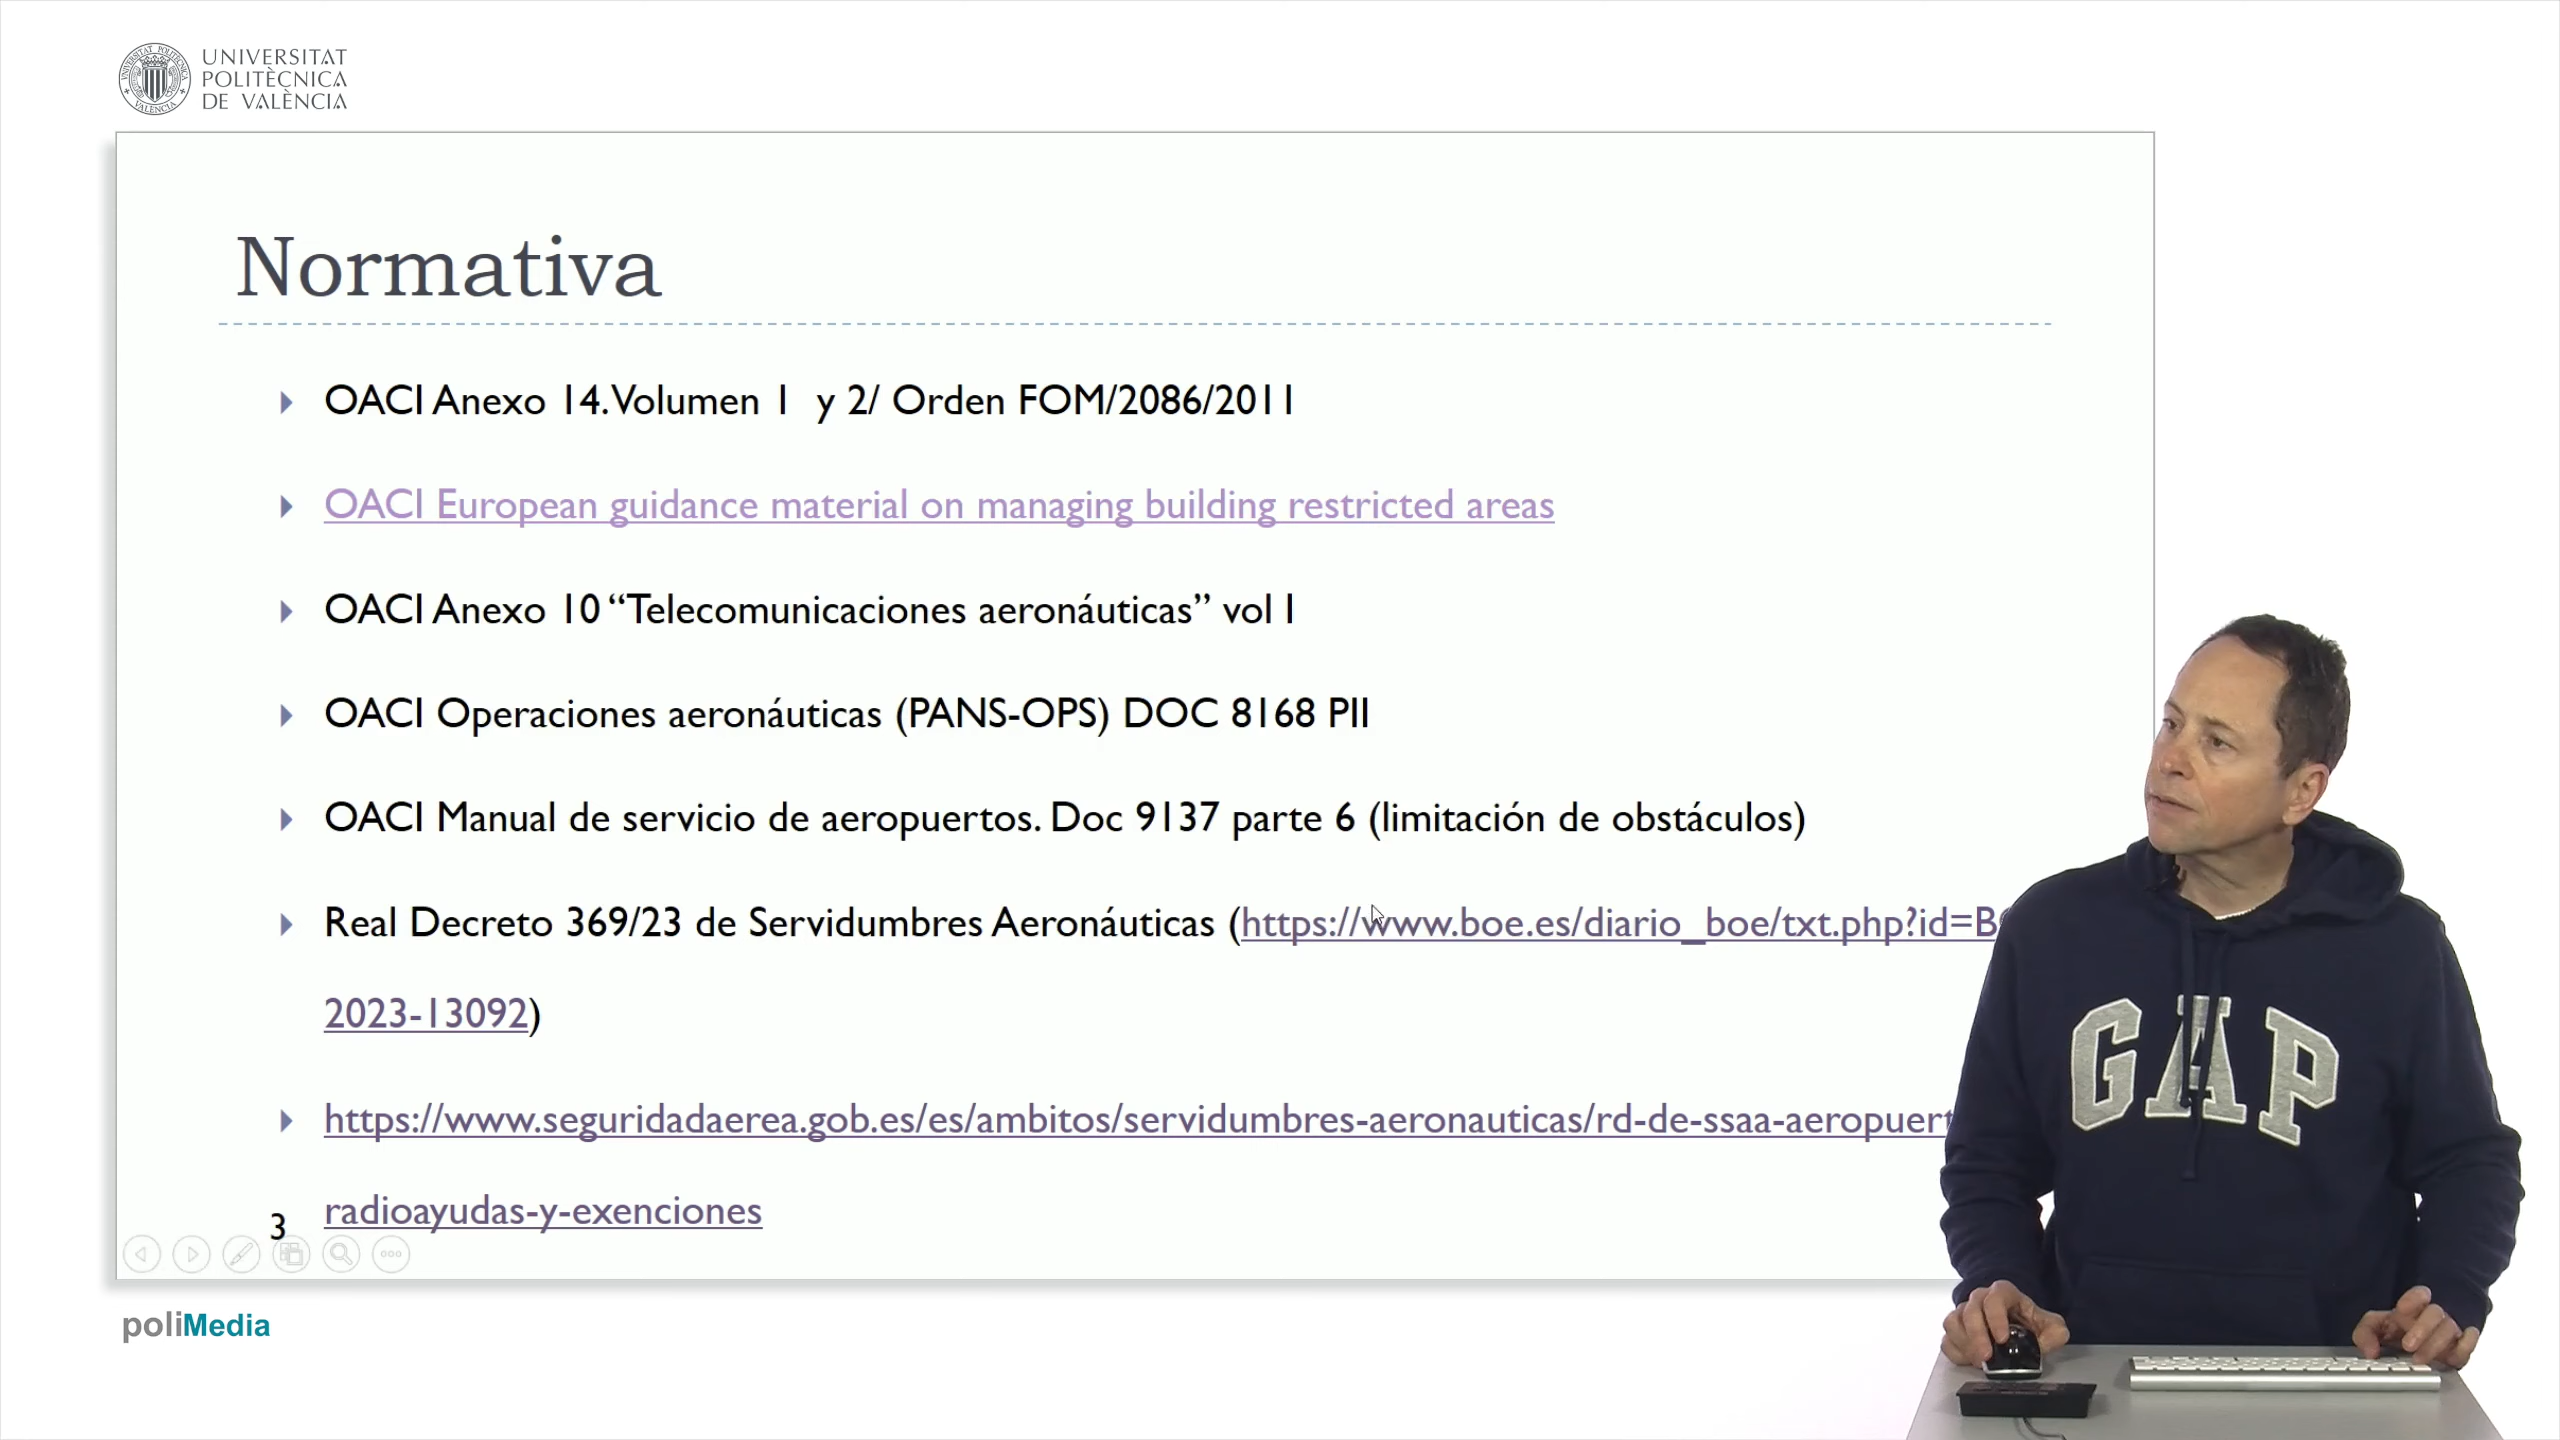 UNIVERSITAT
POLITÈCNICA
DE VALÈNCIA
Normativa
OACI Anexo 14. Volumen 1 y 2/ Orden FOM/2086/2011
OACI European guidance material on managing building restricted areas
OACI Anexo 10 “Telecomunicaciones aeronáuticas” vol I
OACI Operaciones aeronáuticas (PANS-OPS) DOC 8168 PII
OACI Manual de servicio de aeropuertos. Doc 9137 parte 6 (limitación de obstáculos)
Real Decreto 369/23 de Servidumbres Aeronáuticas (https://www.boe.es/diario_boe/txt.php?id=B
2023-13092)
https://www.seguridadaerea.gob.es/es/ambitos/servidumbres-aeronauticas/rd-de-ssaa-aeropuert
radioayudas-y-exenciones
3
GAP
poliMedia